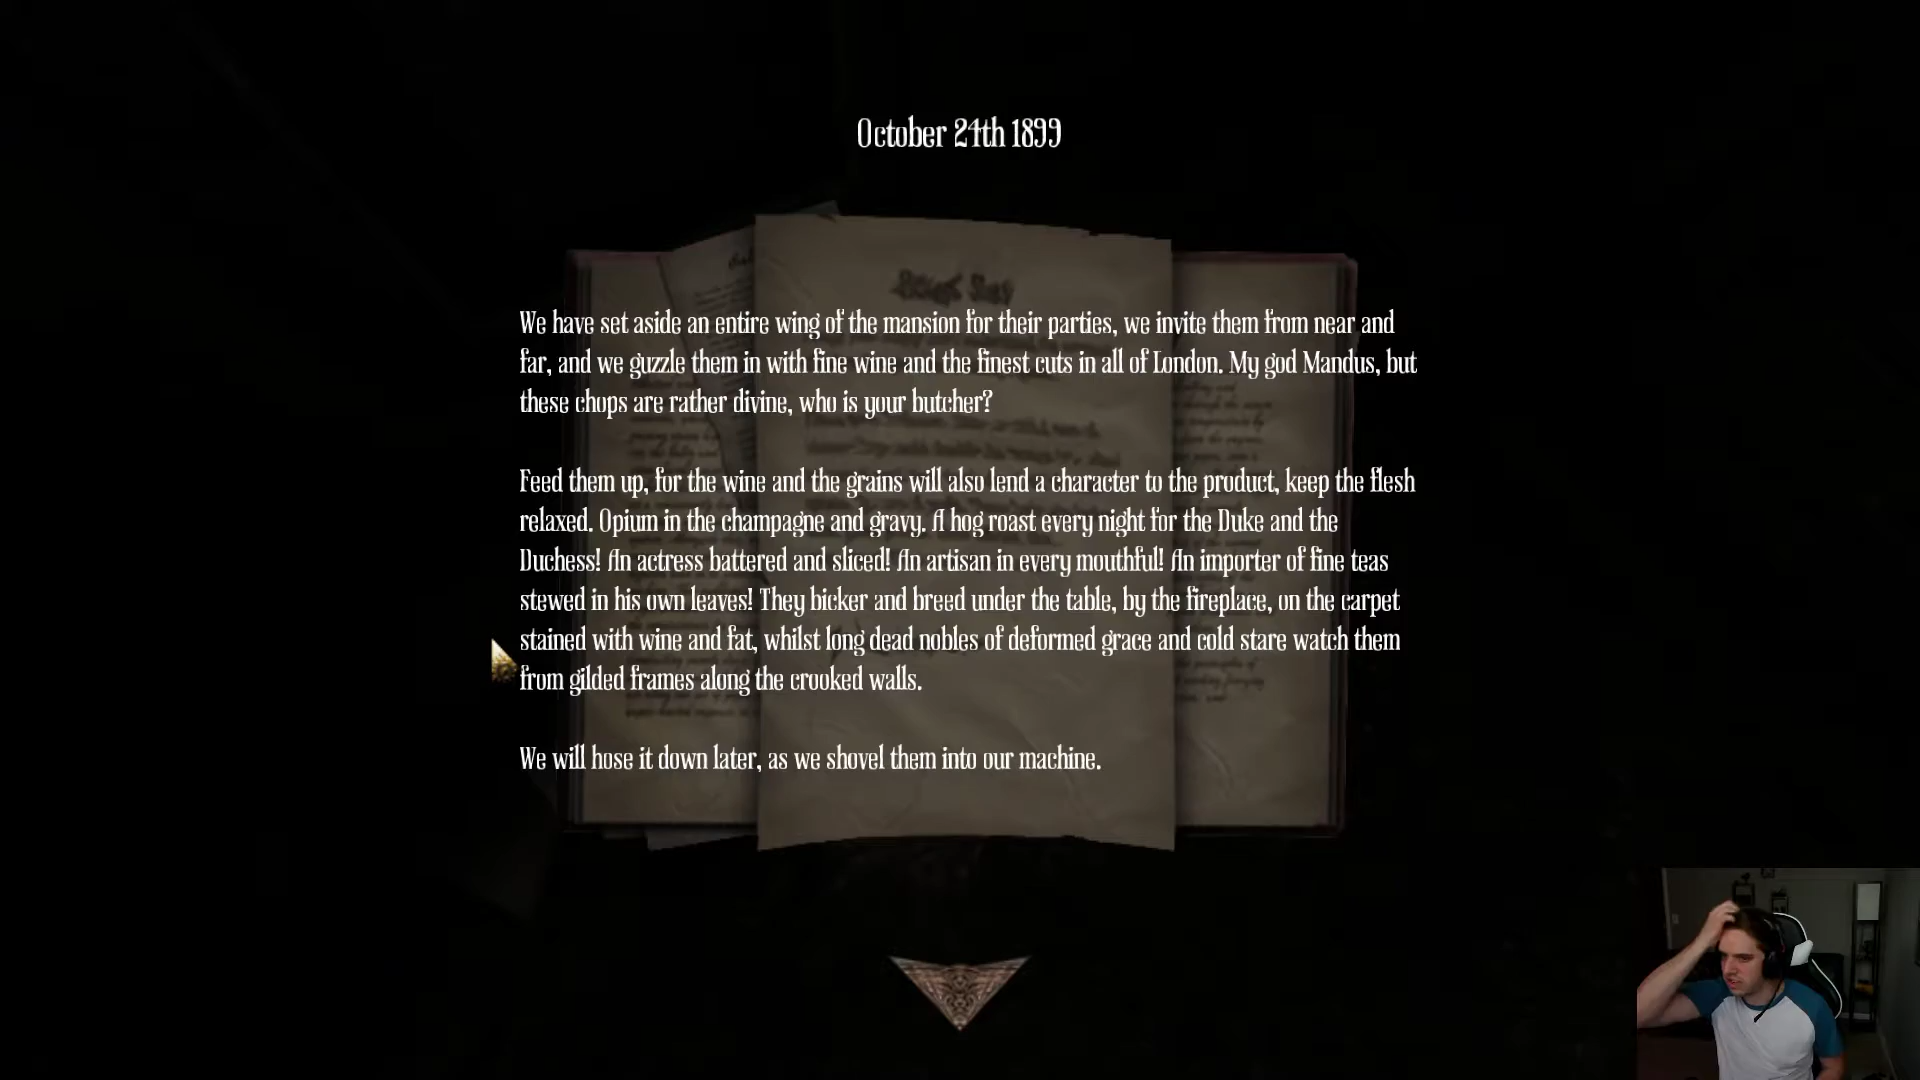 October 24th 1899
We have set aside an entire wing of the mansion for their parties, we invite them from near and
far, and we guzzle them in with fine wine and the finest cuts in all of London. My god Mandus, but
these chops are rather divine, who is your butcher?
Feed them up, for the wine and the grains will also lend a character to the product, keep the flesh
relaxed. Opium in the champagne and gravy. A hog roast every night for the Duke and the
Duchess! An actress battered and sliced! An artisan in every mouthful! An importer of fine teas
stewed in his own leaves! They bicker and breed under the table, by the fireplace, on the carpet
stained with wine and fat, whilst long dead nobles of deformed grace and cold stare watch them
from gilded frames along the crooked walls.
We will hose it down later, as we shovel them into our machine.